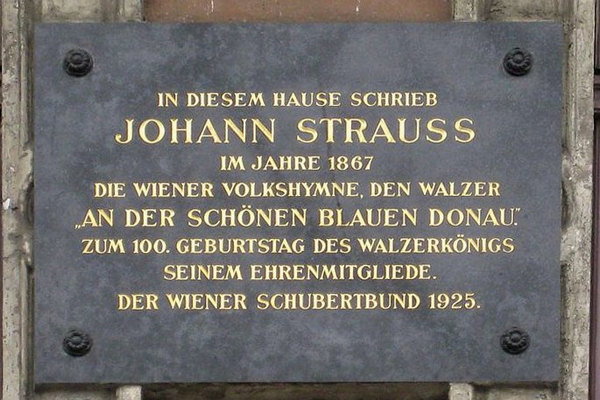 IN DIESEM HAUSE SCHRIEB
JOHANN STRAUSS
IM JAHRE 1867
DIE WIENER VOLKSHYMNE, DEN WALZER
„AN DER SCHÖNEN BLAUEN DONAU.”
ZUM 100. GEBURTSTAG DES WALZERKÖNIGS
SEINEM EHRENMITGLIEDE.
DER WIENER SCHUBERTBUND 1925.